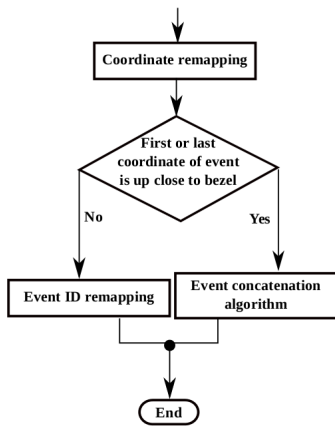 Coordinate remapping
First or last
coordinate of event
is up close to bezel
No
Yes
Event ID remapping
Event concatenation
algorithm
End